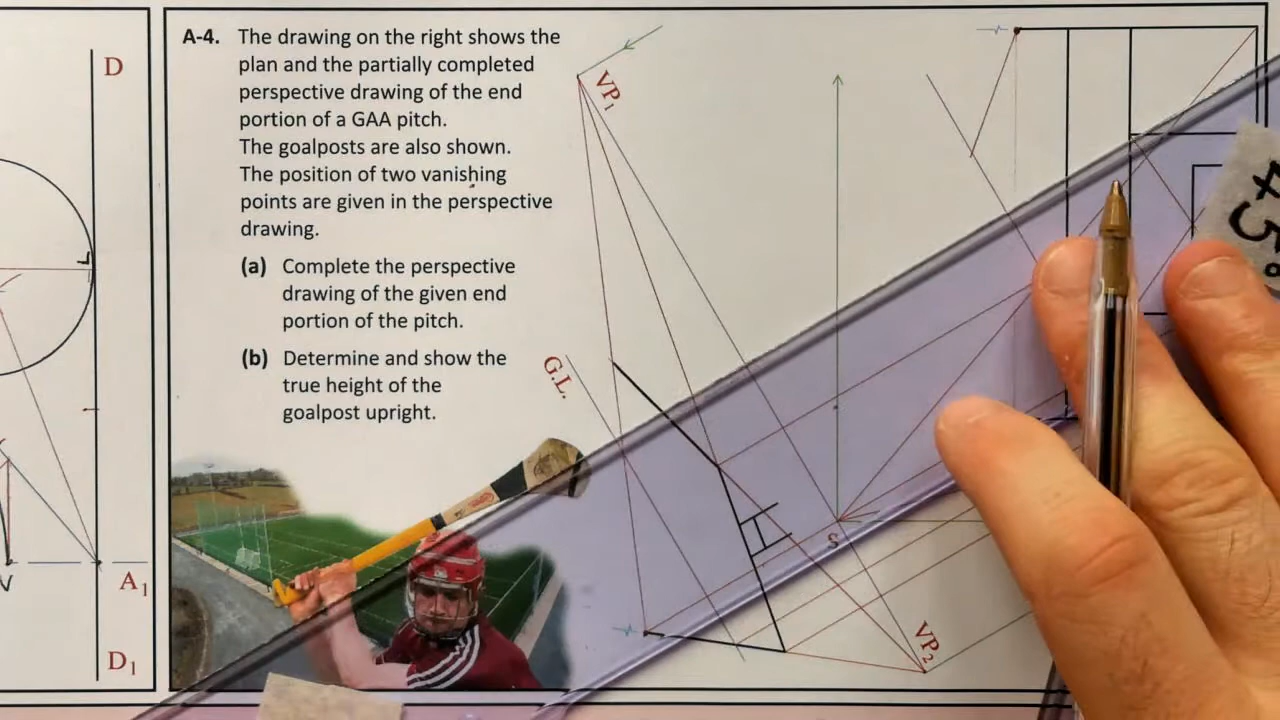 D
A-4. The drawing on the right shows the
plan and the partially completed
perspective drawing of the end
portion of a GAA pitch.
The goalposts are also shown.
The position of two vanishing
points are given in the perspective
drawing.
(a) Complete the perspective
drawing of the given end
portion of the pitch.
(b) Determine and show the
true height of the
goalpost upright.
VP1
G.L.
S
VP2
45°
L
V
A1
D1